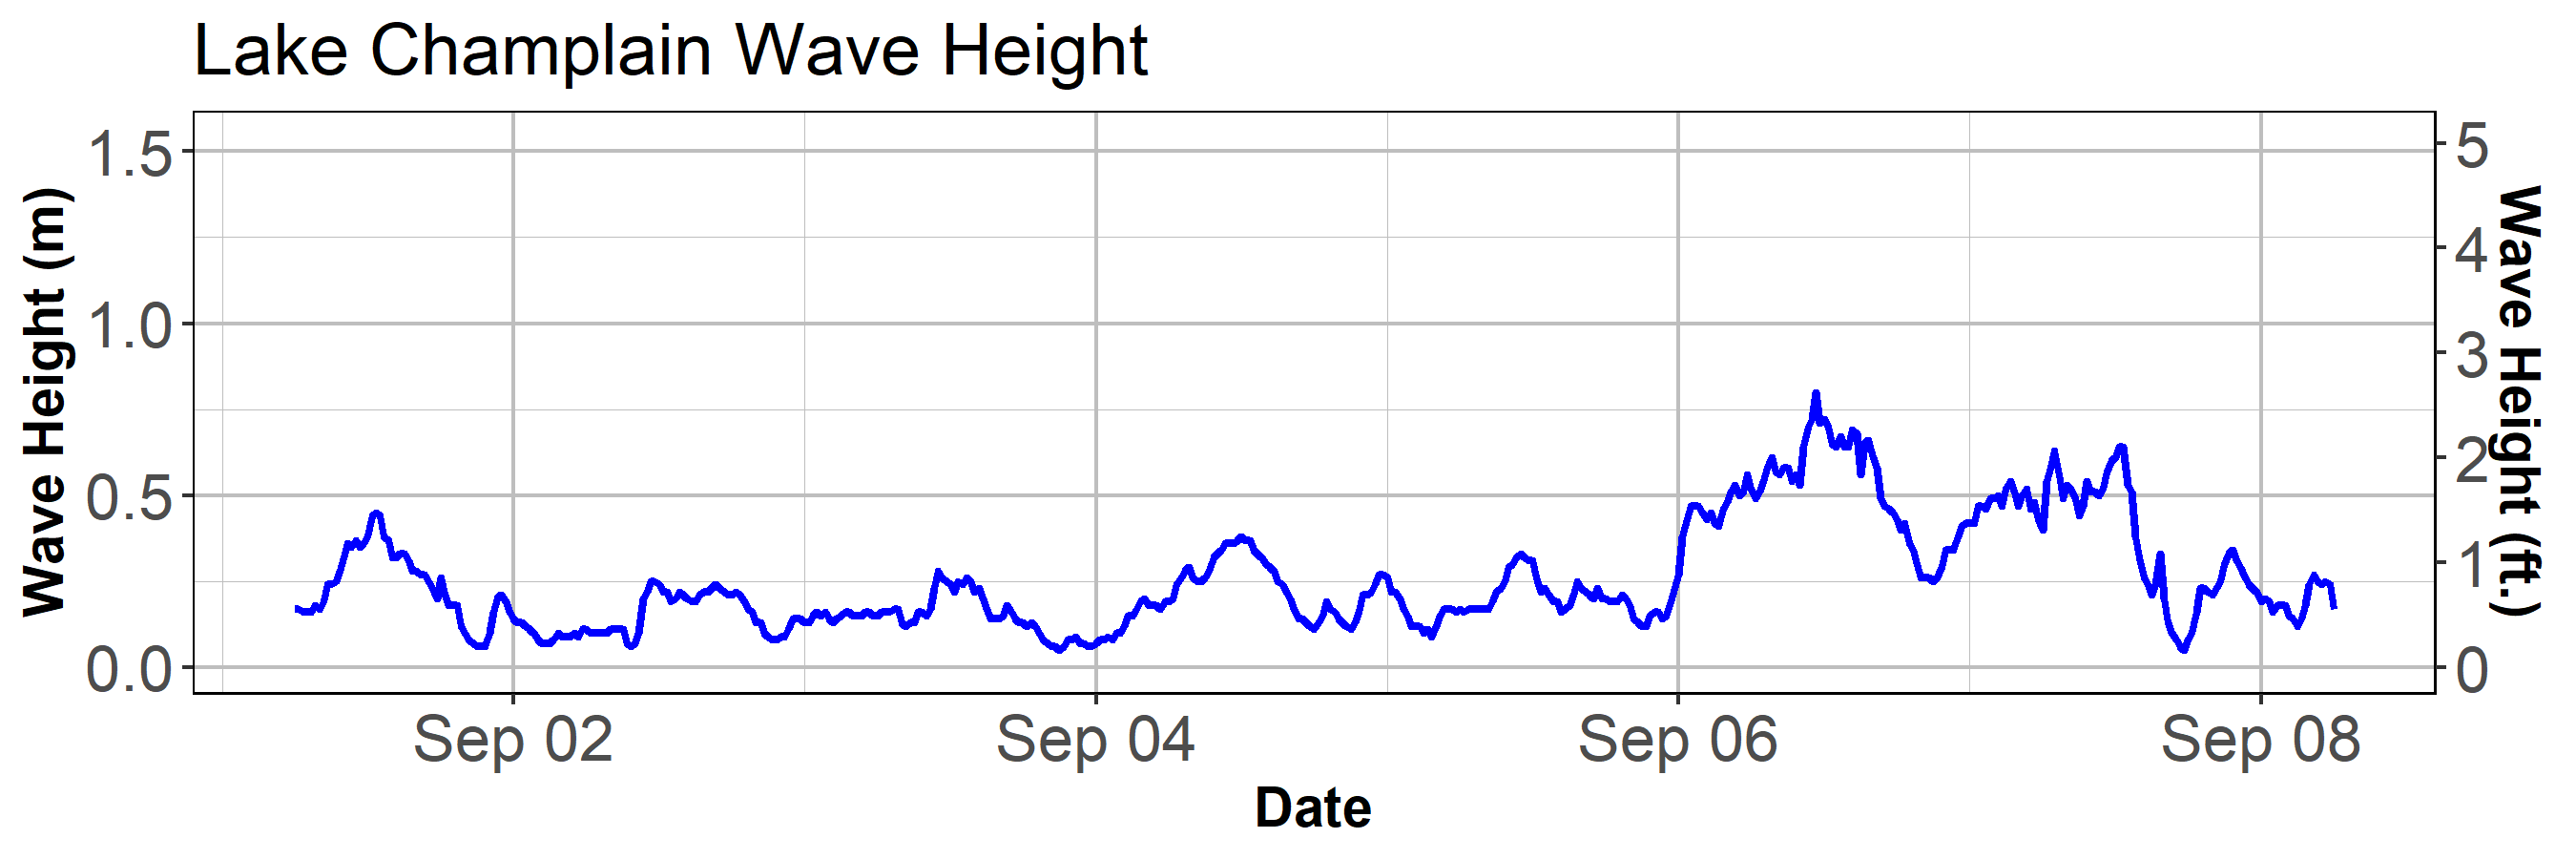 Lake Champlain Wave Height
Wave Height (m)
1.5
1.0
0.5
0.0
5
4
3
2
1
0
Wave Height (ft.)
Sep 02
Sep 04
Sep 06
Sep 08
Date